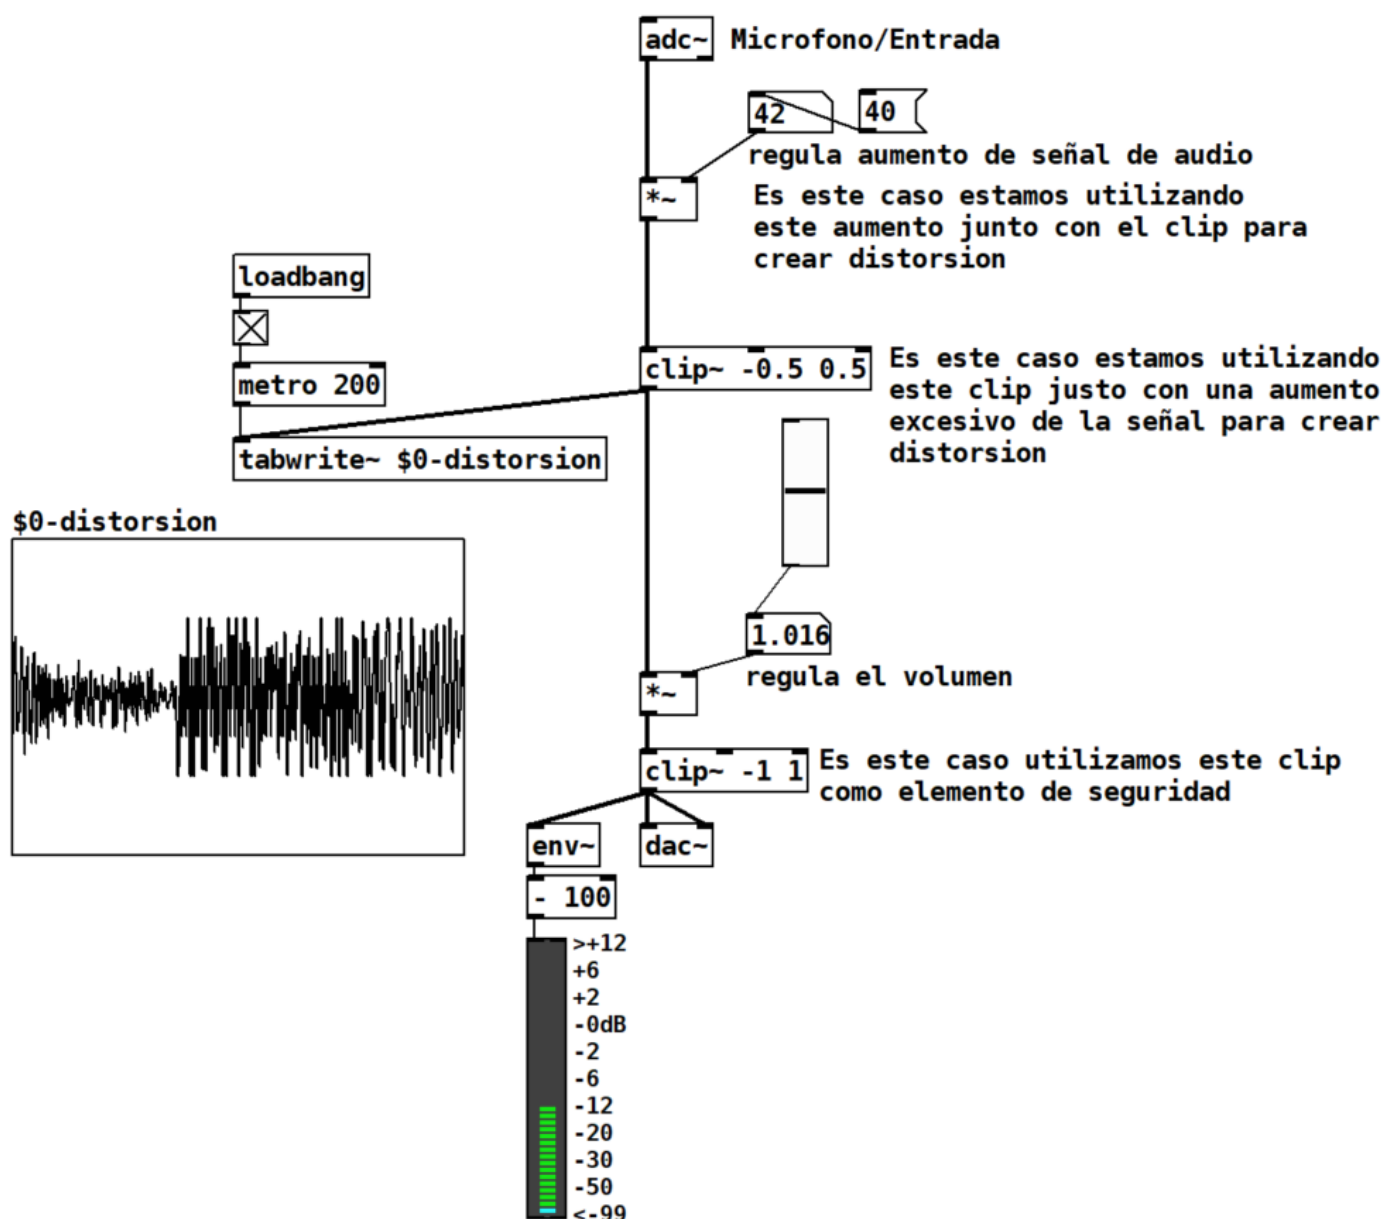 adc~ Microfono/Entrada
42 40
regula aumento de señal de audio
*~
Es este caso estamos utilizando
este aumento junto con el clip para
crear distorsion
loadbang
metro 200
tabwrite~ $0-distorsion
clip~ -0.5 0.5
Es este caso estamos utilizando
este clip justo con una aumento
excesivo de la señal para crear
distorsion
$0-distorsion
1.016
regula el volumen
*~
clip~ -1 1
Es este caso utilizamos este clip
como elemento de seguridad
env~ dac~
- 100
>+12
+6
+2
-0dB
-2
-6
-12
-20
-30
-50
<-99